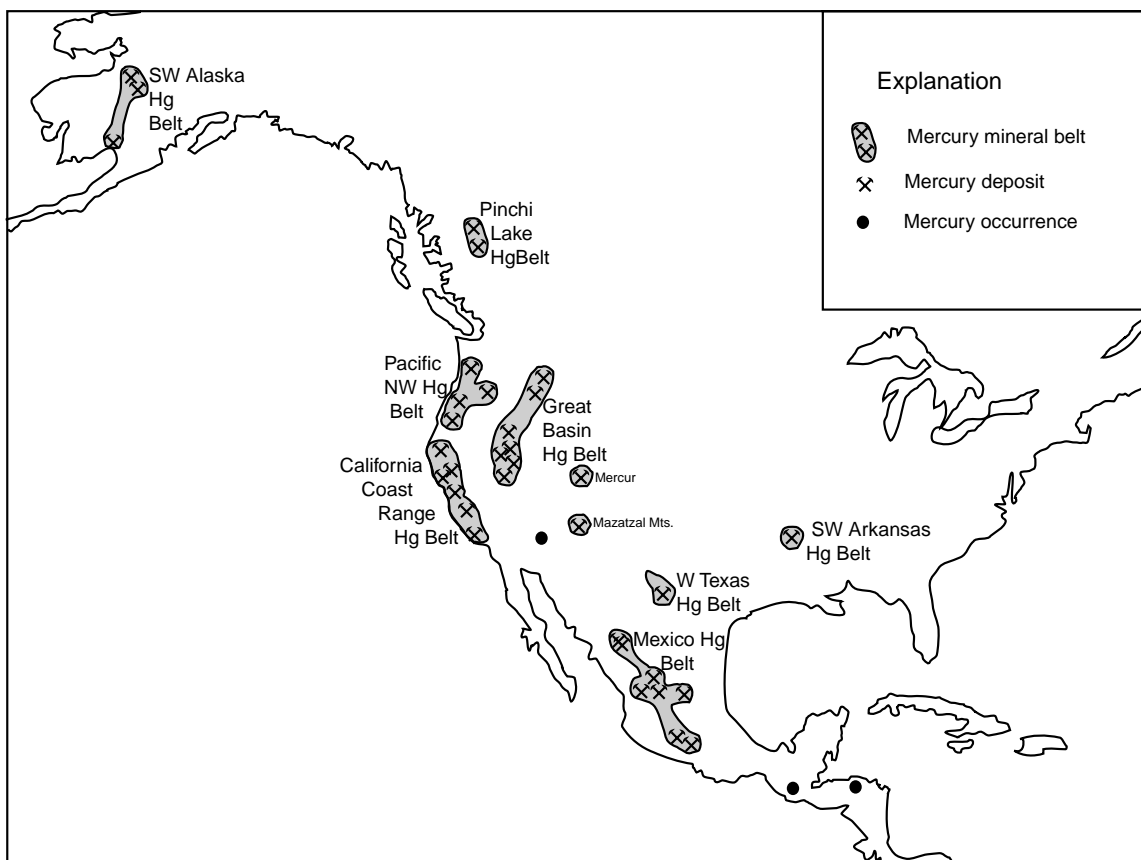 SW Alaska
Hg
Belt
Explanation
Mercury mineral belt
Mercury deposit
Mercury occurrence
Pinchi
Lake
HgBelt
Pacific
NW Hg
Belt
Great
Basin
Hg Belt
California
Coast
Range
Hg Belt
Mercur
Mazatzal Mts.
SW Arkansas
Hg Belt
W Texas
Hg Belt
Mexico Hg
Belt